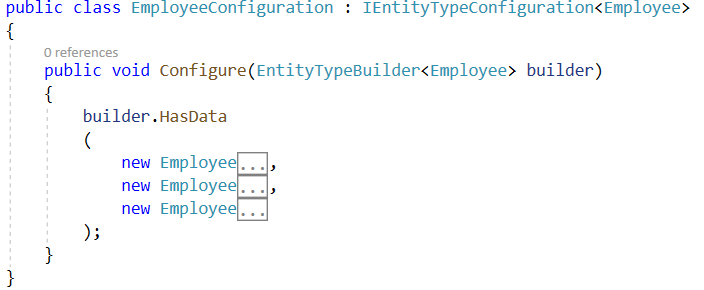 public class EmployeeConfiguration : IEntityTypeConfiguration<Employee>
{
0 references
public void Configure(EntityTypeBuilder<Employee> builder)
{
builder.HasData
(
new Employee...,
new Employee...,
new Employee...
);
}
}